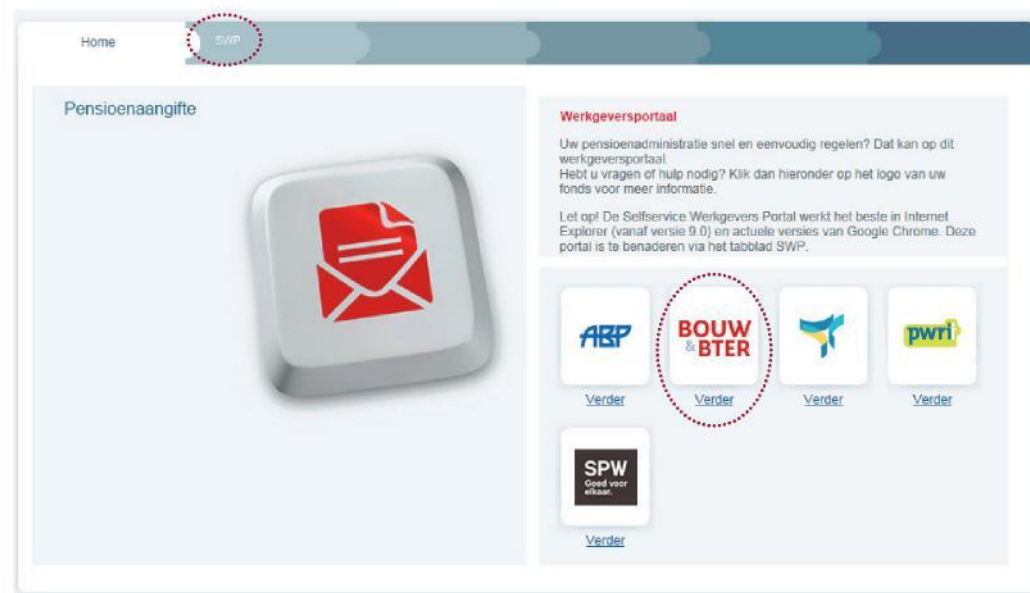 Home
SWP
Pensioenaangifte
Werkgeversportaal
Uw pensioenadministratie snel en eenvoudig regelen? Dat kan op dit
werkgeversportaal.
Hebt u vragen of hulp nodig? Klik dan hieronder op het logo van uw
fonds voor meer informatie.
Let op! De Selfservice Werkgevers Portal werkt het beste in Internet
Explorer (vanaf versie 9.0) en actuele versies van Google Chrome. Deze
portal is te benaderen via het tabblad SWP.
ABP
BOUW
& BTER
pwri
Verder
Verder
Verder
Verder
SPW
Goed voor
elkaar.
Verder